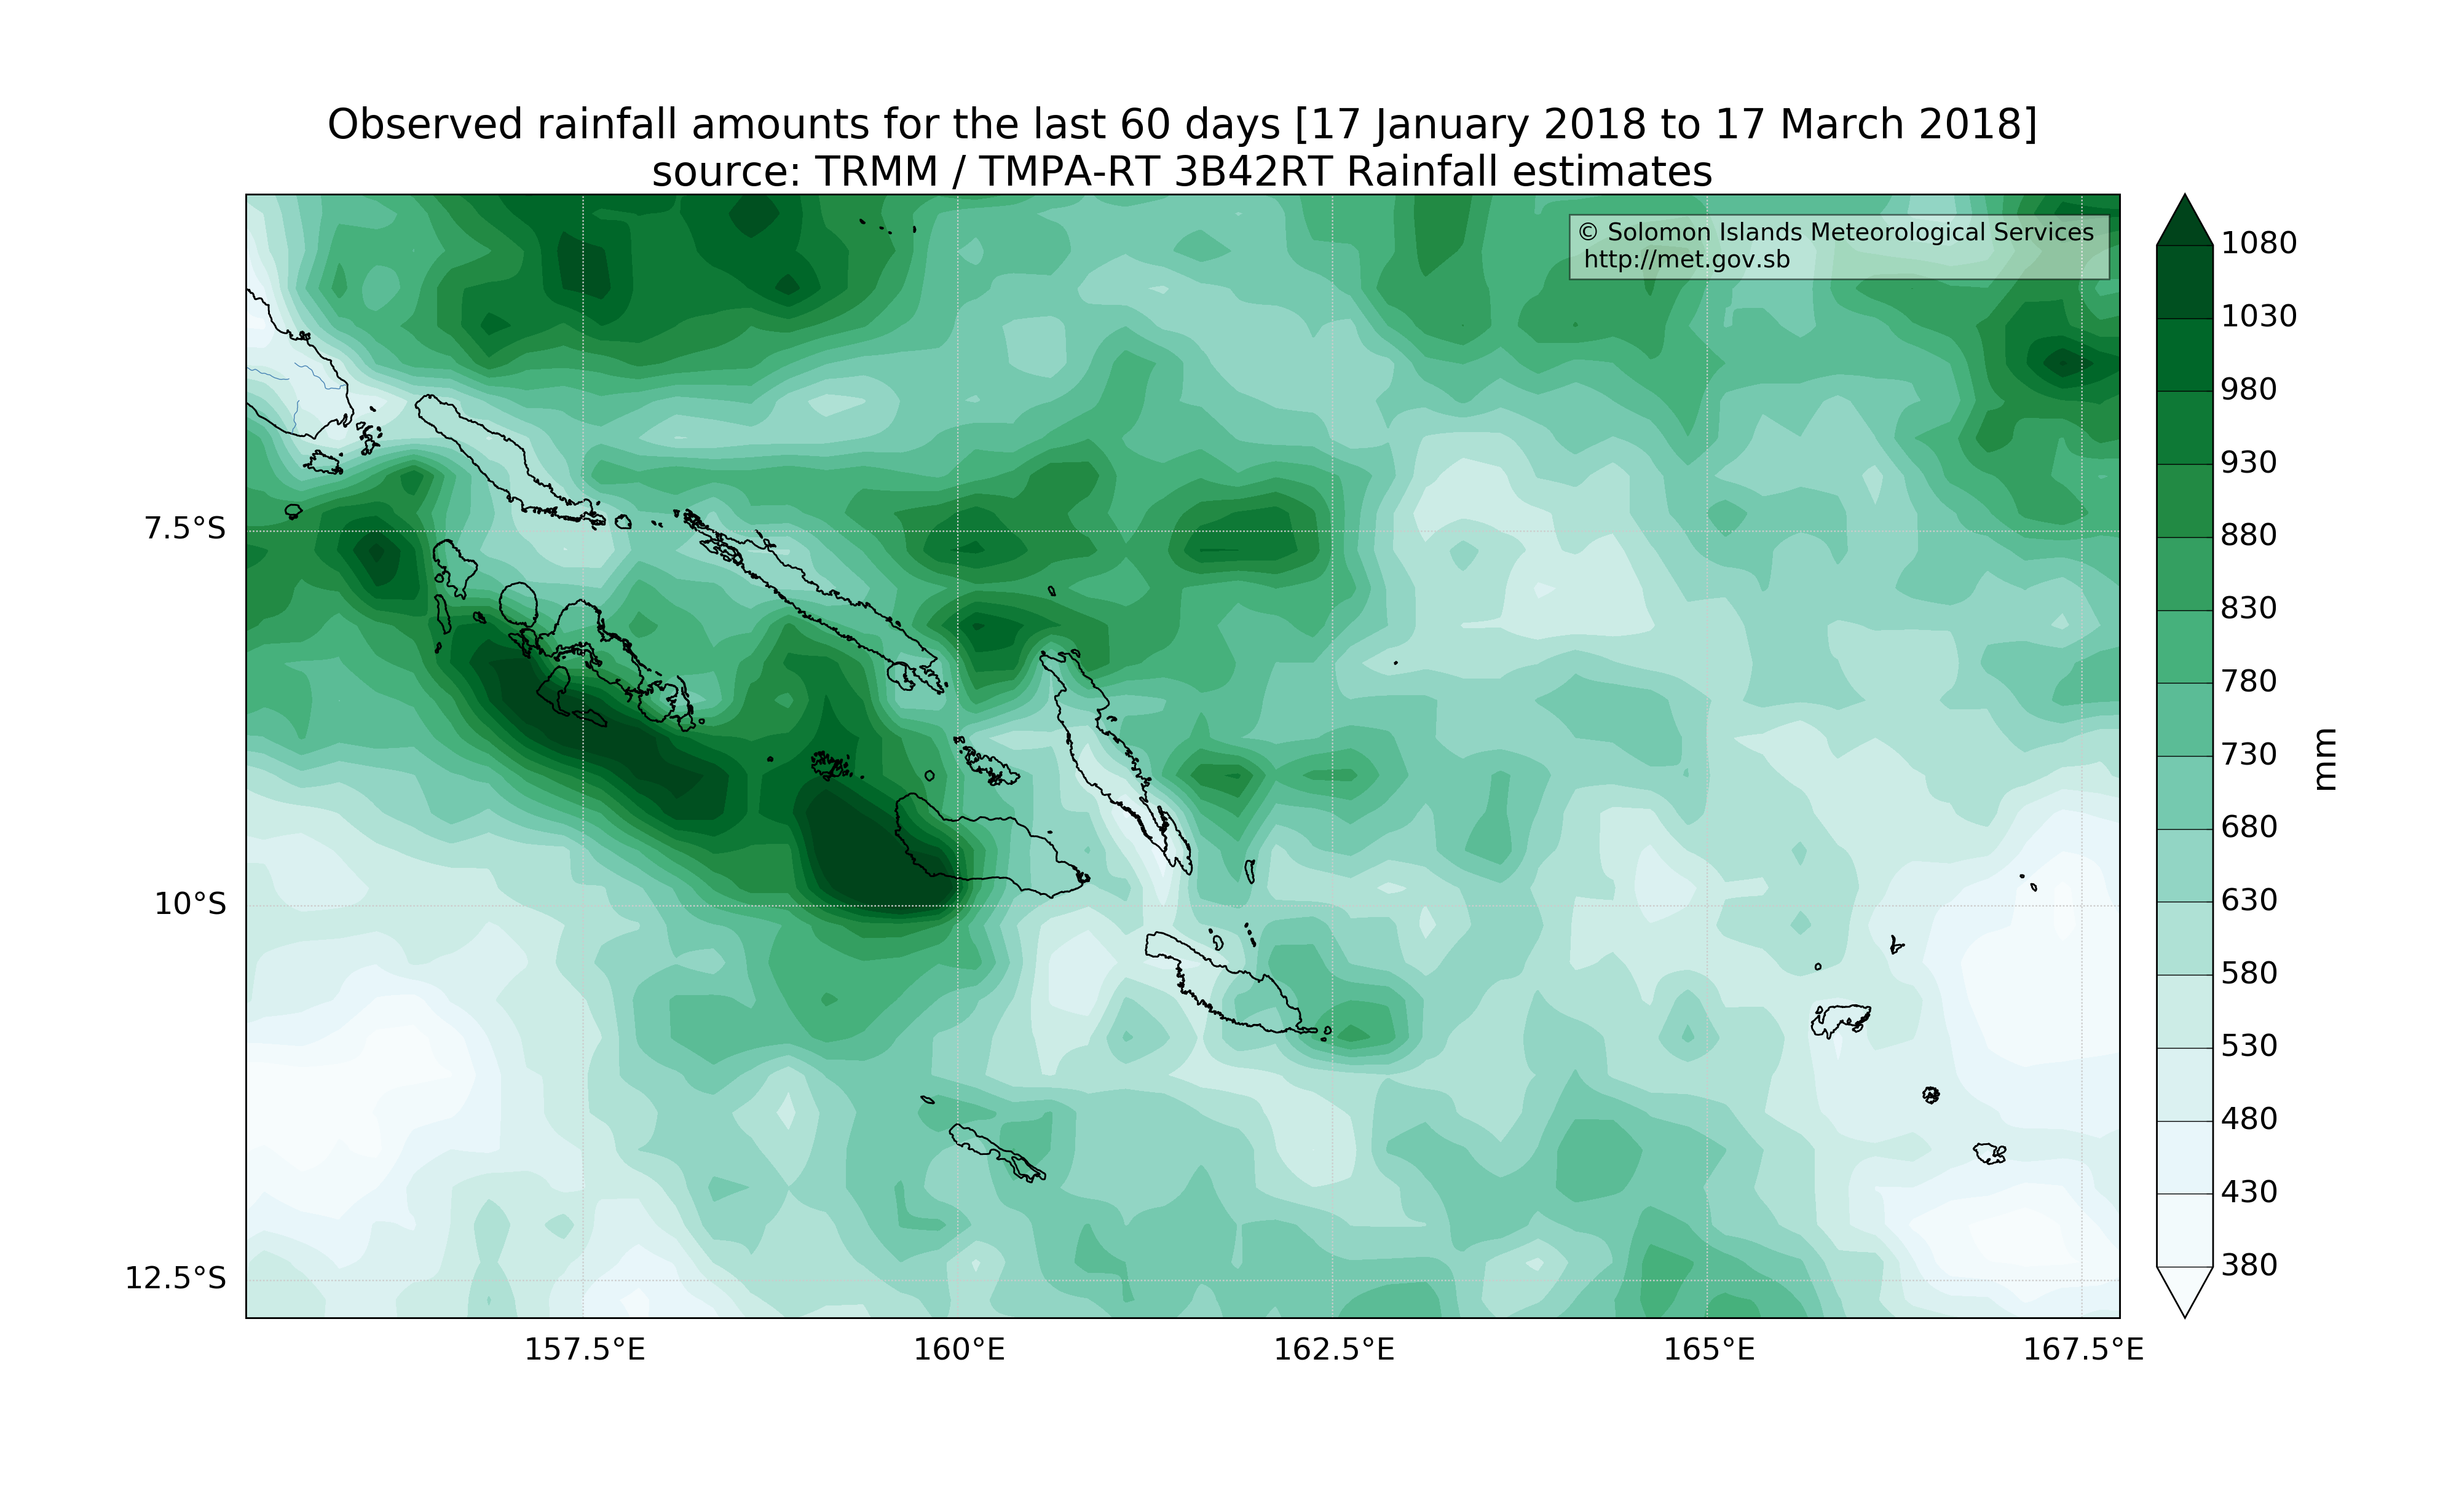 Observed rainfall amounts for the last 60 days [17 January 2018 to 17 March 2018]
source: TRMM / TMPA-RT 3B42RT Rainfall estimates
© Solomon Islands Meteorological Services
http://met.gov.sb
1080
1030
980
930
880
830
780
730
680
630
580
530
480
430
380
mm
7.5°S
10°S
12.5°S
157.5°E
160°E
162.5°E
165°E
167.5°E